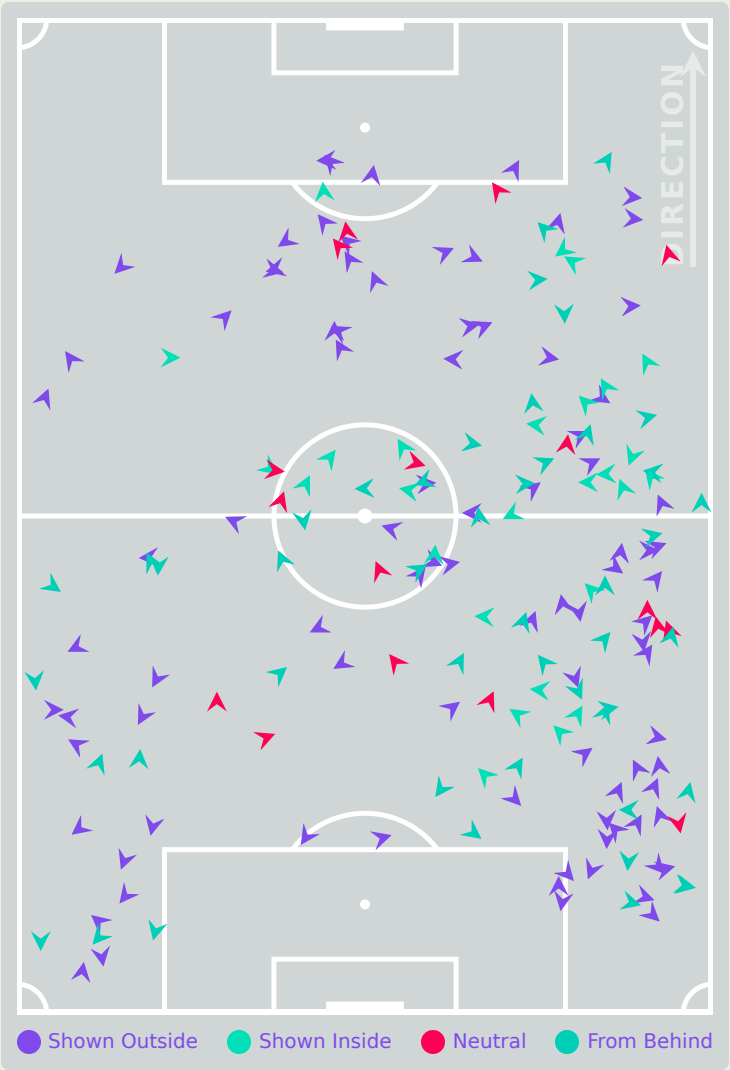 DIRECTION
Shown Outside
Shown Inside
Neutral
From Behind